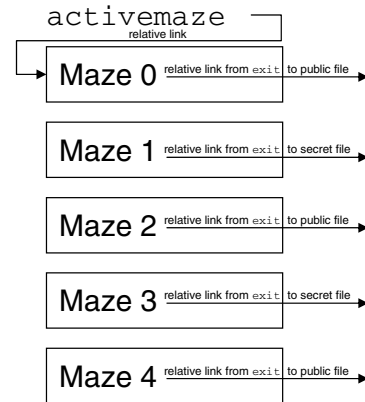 activemaze
relative link
Maze 0 relative link from exit to public file
Maze 1 relative link from exit to secret file
Maze 2 relative link from exit to public file
Maze 3 relative link from exit to secret file
Maze 4 relative link from exit to public file